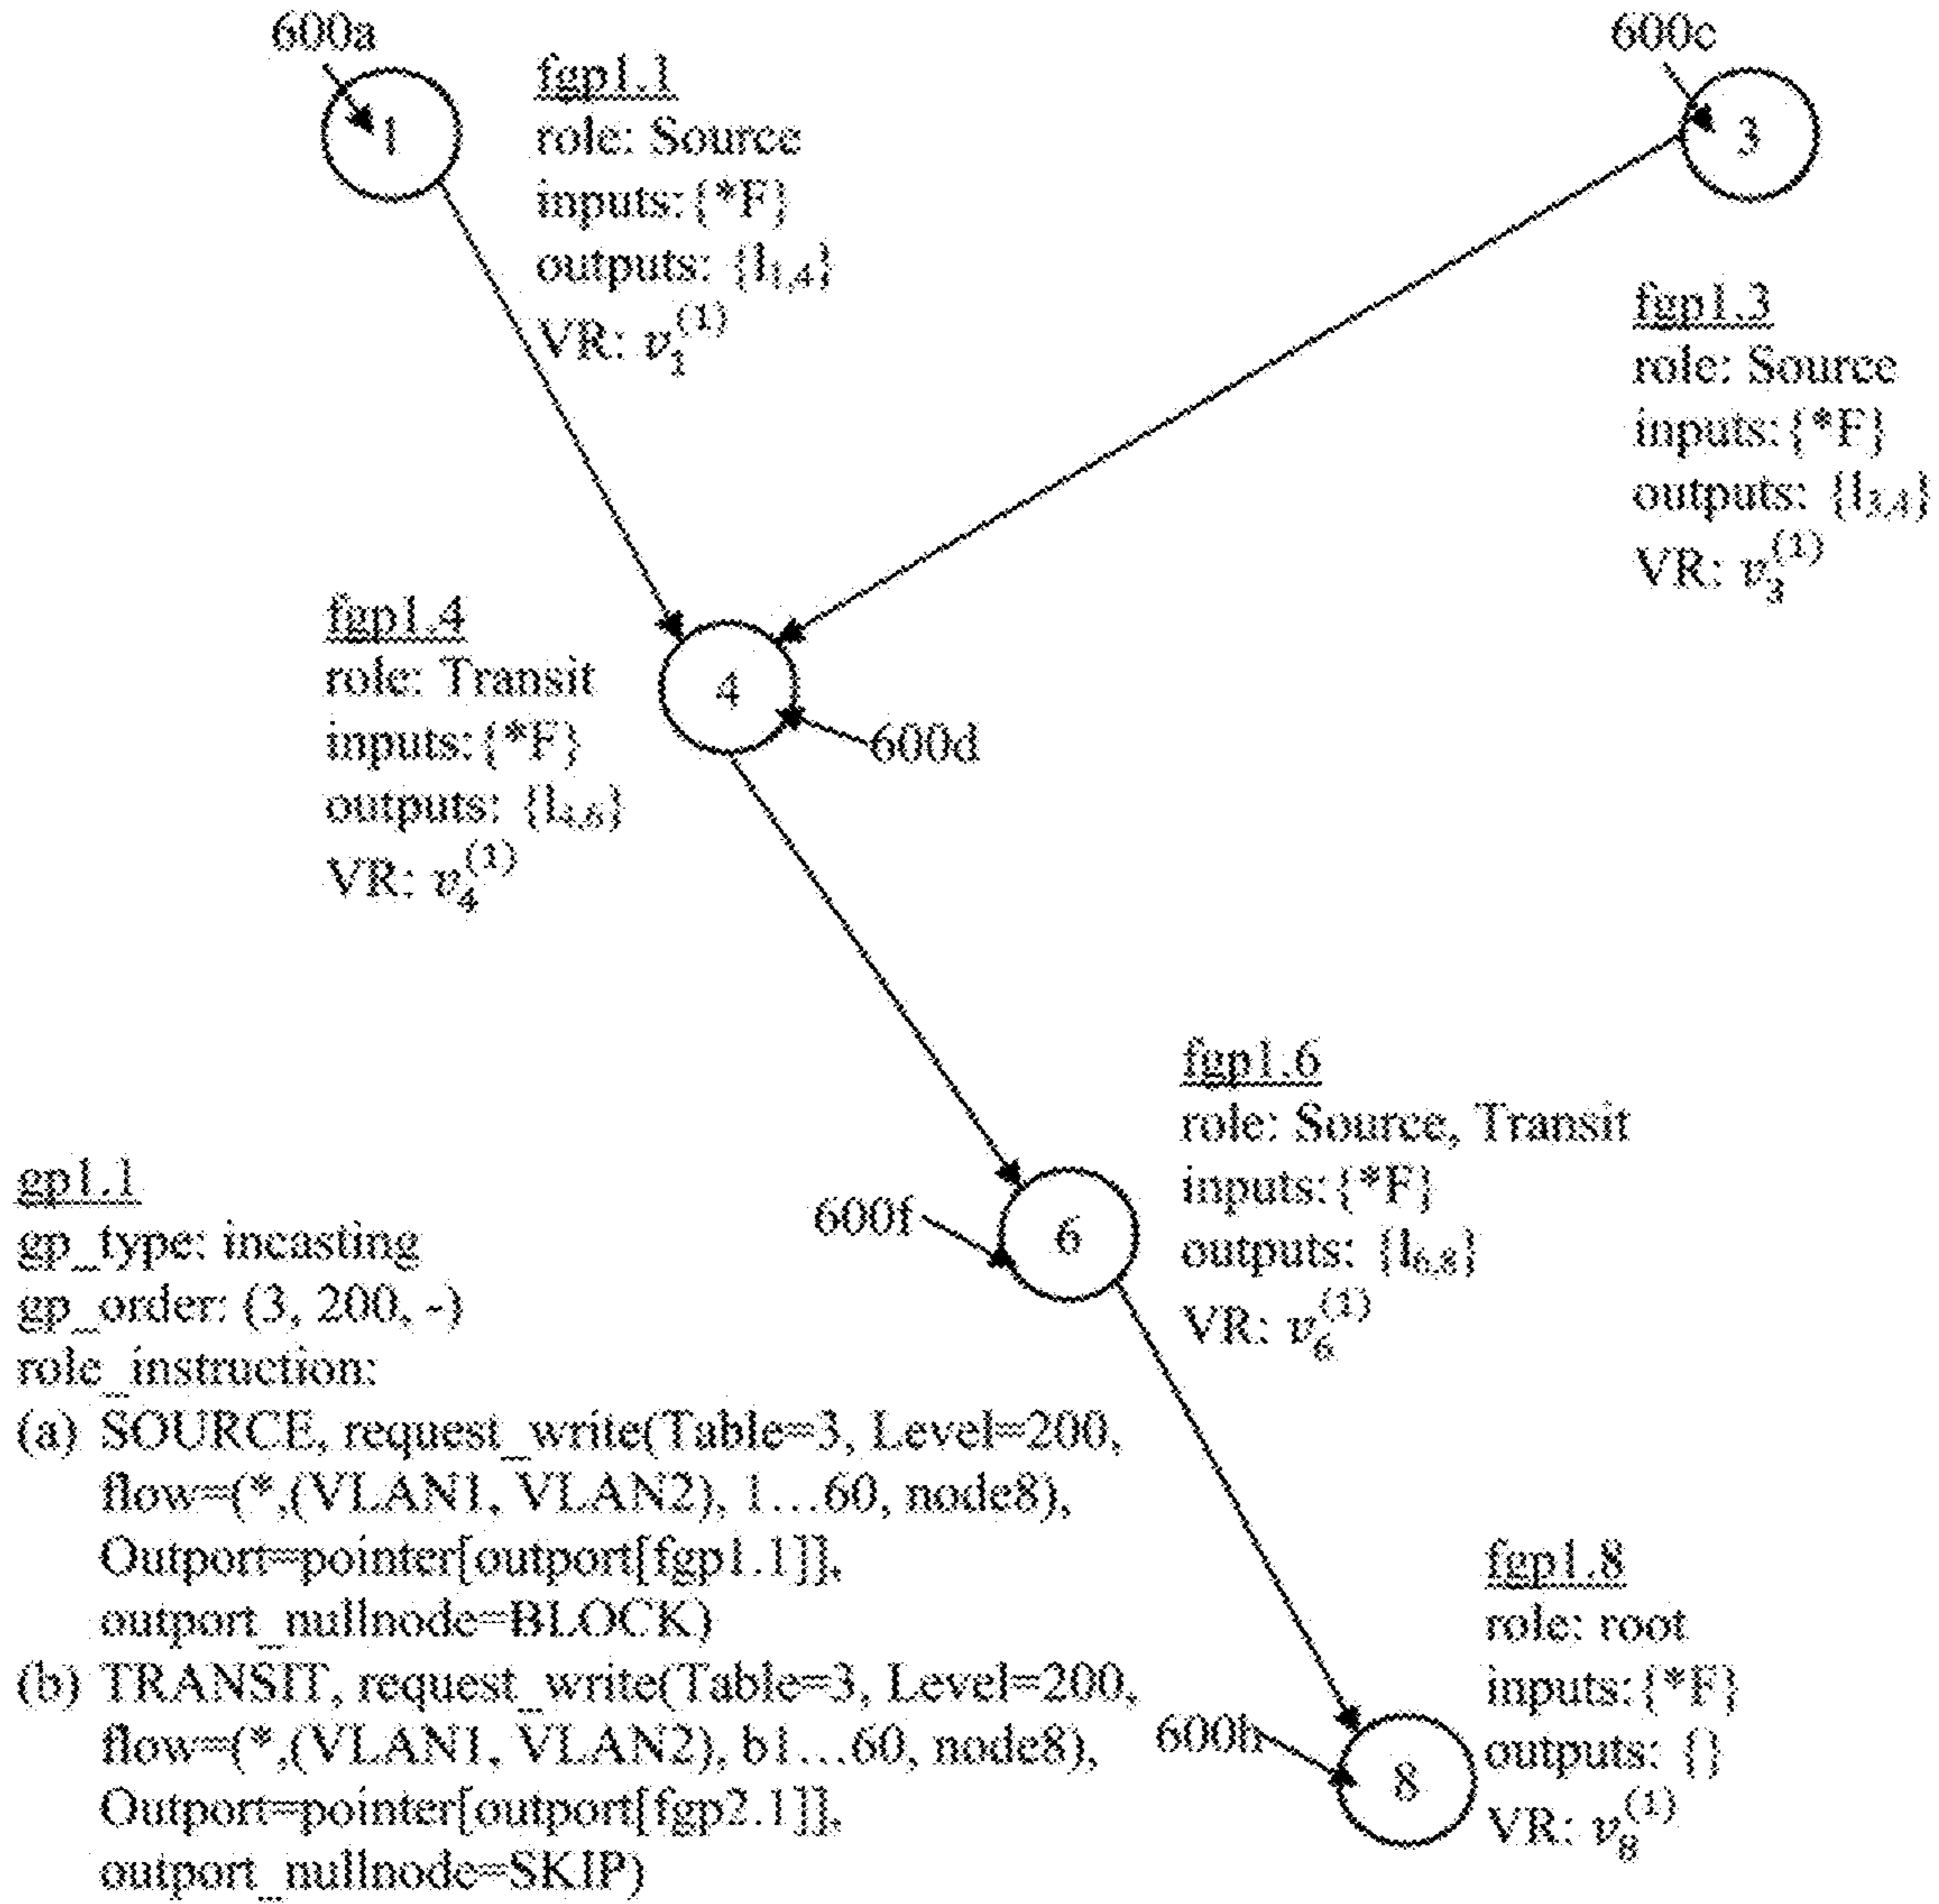 600a
1
fgp1.1
role: Source
inputs:{*F}
outputs: {l1,4}
VR: v1(1)
600c
3
fgp1.3
role: Source
inputs:{*F}
outputs: {l3,4}
VR: v3(1)
fgp1.4
role: Transit
inputs:{*F}
outputs: {l4,6}
VR: v4(1)
4
600d
fgp1.6
role: Source, Transit
inputs:{*F}
outputs: {l6,8}
VR: v6(1)
600f
6
gp1.1
gp_type: incasting
gp_order: (3, 200, -)
role_instruction:
(a) SOURCE, request_write(Table=3, Level=200,
flow=(*,(VLAN1, VLAN2), 1…60, node8),
Outport=pointer[outport[fgp1.1]],
outport_nullnode=BLOCK)
(b) TRANSIT, request_write(Table=3, Level=200,
flow=(*,(VLAN1, VLAN2), b1…60, node8),
Outport=pointer[outport[fgp2.1]],
outport_nullnode=SKIP)
fgp1.8
role: root
inputs:{*F}
outputs: {}
VR: v8(1)
600h
8